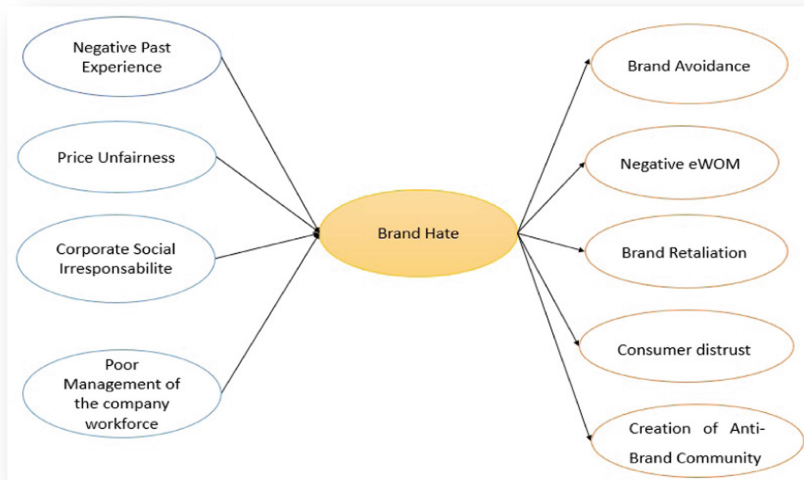 Negative Past
Experience
Price Unfairness
Corporate Social
Irresponsabilite
Poor
Management of
the company
workforce
Brand Hate
Brand Avoidance
Negative eWOM
Brand Retaliation
Consumer distrust
Creation of Anti-
Brand Community